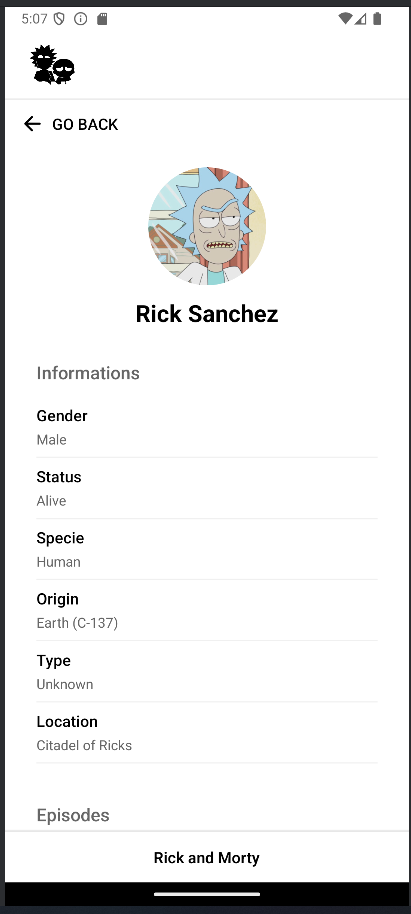 5:07
GO BACK
Rick Sanchez
Informations
Gender
Male
Status
Alive
Specie
Human
Origin
Earth (C-137)
Type
Unknown
Location
Citadel of Ricks
Episodes
Rick and Morty